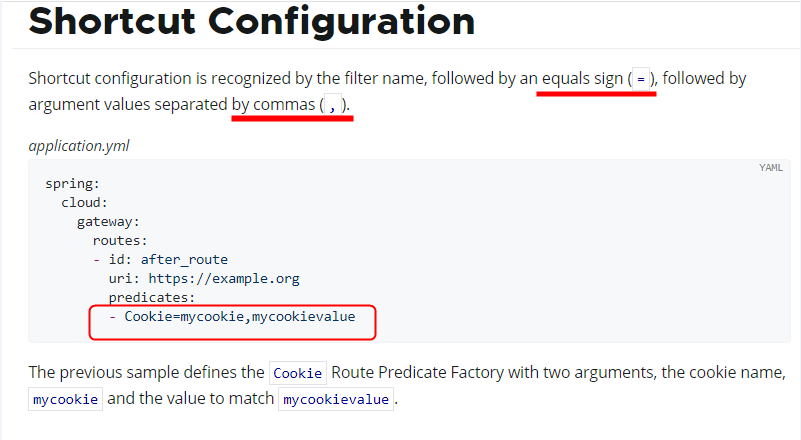 Shortcut Configuration
Shortcut configuration is recognized by the filter name, followed by an equals sign (=), followed by
argument values separated by commas (,).
application.yml
YAML
spring:
  cloud:
    gateway:
      routes:
      - id: after_route
        uri: https://example.org
        predicates:
        - Cookie=mycookie,mycookievalue
The previous sample defines the Cookie Route Predicate Factory with two arguments, the cookie name,
mycookie and the value to match mycookievalue.